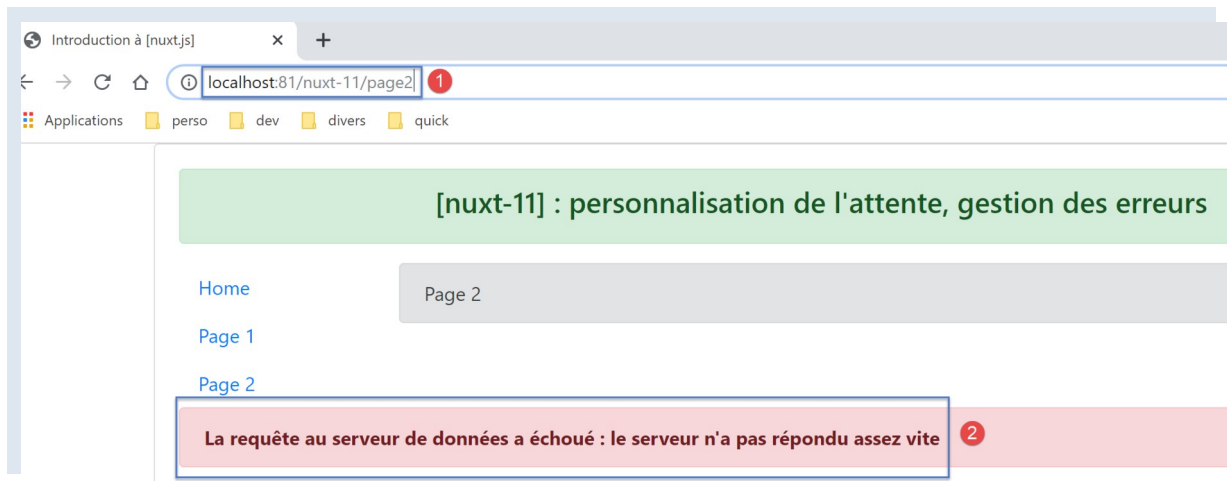 Introduction à [nuxt.js]
localhost:81/nuxt-11/page2 1
Applications perso dev divers quick
[nuxt-11] : personnalisation de l'attente, gestion des erreurs
Home
Page 2
Page 1
Page 2
La requête au serveur de données a échoué : le serveur n'a pas répondu assez vite 2